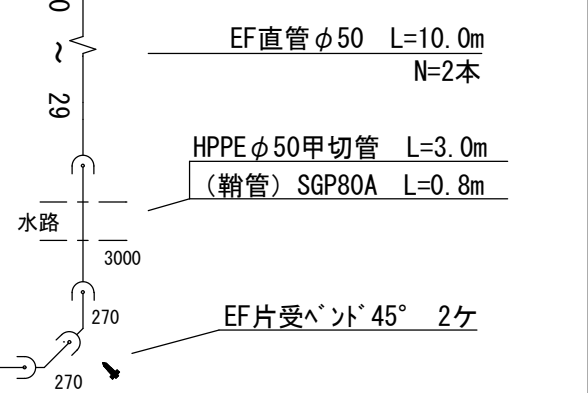 EF直管φ50 L=10.0m
N=2本
~
29
HPPEφ50甲切管 L=3.0m
(鞘管) SGP80A L=0.8m
水路
3000
270
EF片受ベンド45° 2ケ
270